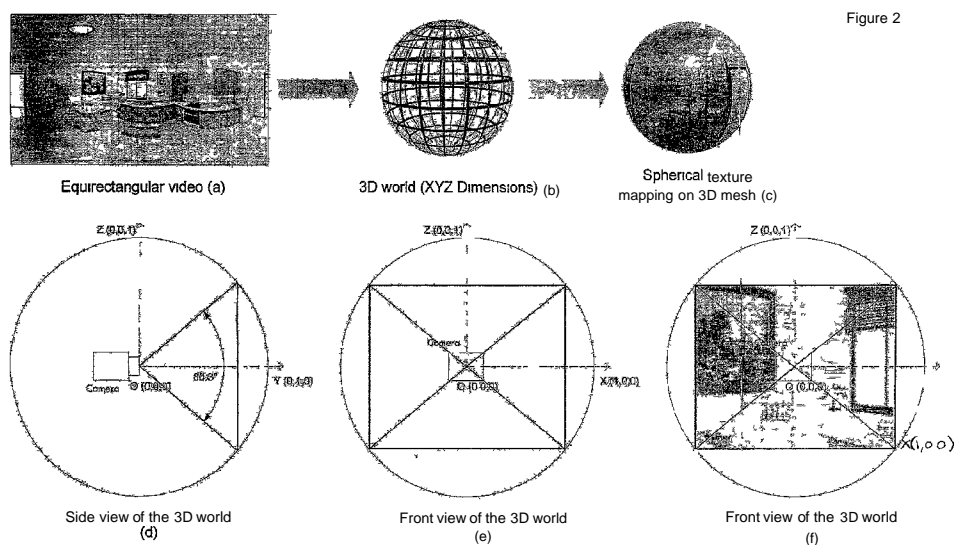 Figure 2
Equirectangular video (a)
3D world (XYZ Dimensions) (b)
Spherical texture
mapping on 3D mesh (c)
Z (0,0,1)
Z (0,0,1)
Z (0,0,1)
Camera
O (0,0,0)
Y (0,1,0)
Camera
O (0,0,0)
X(1,0,0)
O (0,0,0)
X(1,00)
Side view of the 3D world
(d)
Front view of the 3D world
(e)
Front view of the 3D world
(f)